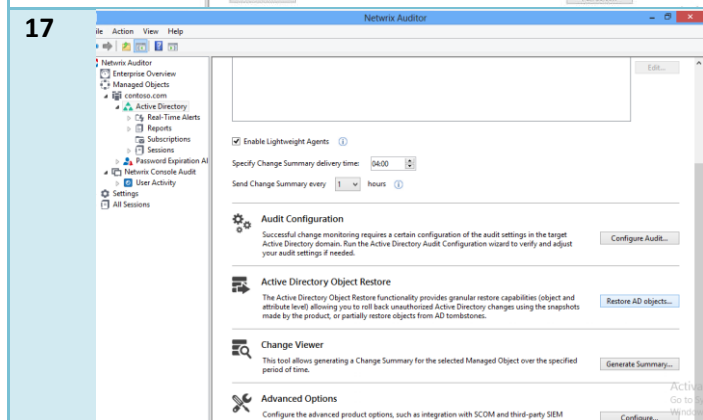 17
Netwrix Auditor
Action View Help
Netwrix Auditor
Enterprise Overview
Managed Objects
contoso.com
Active Directory
Real-Time Alerts
Reports
Subscriptions
Sessions
Password Expiration Al
Netwrix Console Audit
User Activity
Settings
All Sessions
Edit...
Enable Lightweight Agents
Specify Change Summary delivery time: 04:00
Send Change Summary every 1 hours
Audit Configuration
Successful change monitoring requires a certain configuration of the audit settings in the target
Active Directory domain. Run the Active Directory Audit Configuration wizard to verify and adjust
your audit settings if needed.
Configure Audit...
Active Directory Object Restore
The Active Directory Object Restore functionality provides granular restore capabilities (object and
attribute level) allowing you to roll back unauthorized Active Directory changes using the snapshots
made by the product, or partially restore objects from AD tombstones.
Restore AD objects...
Change Viewer
This tool allows generating a Change Summary for the selected Managed Object over the specified
period of time.
Generate Summary...
Advanced Options
Configure the advanced product options, such as integration with SCOM and third-party SIEM
Configure...
Activa
Go to S
Window